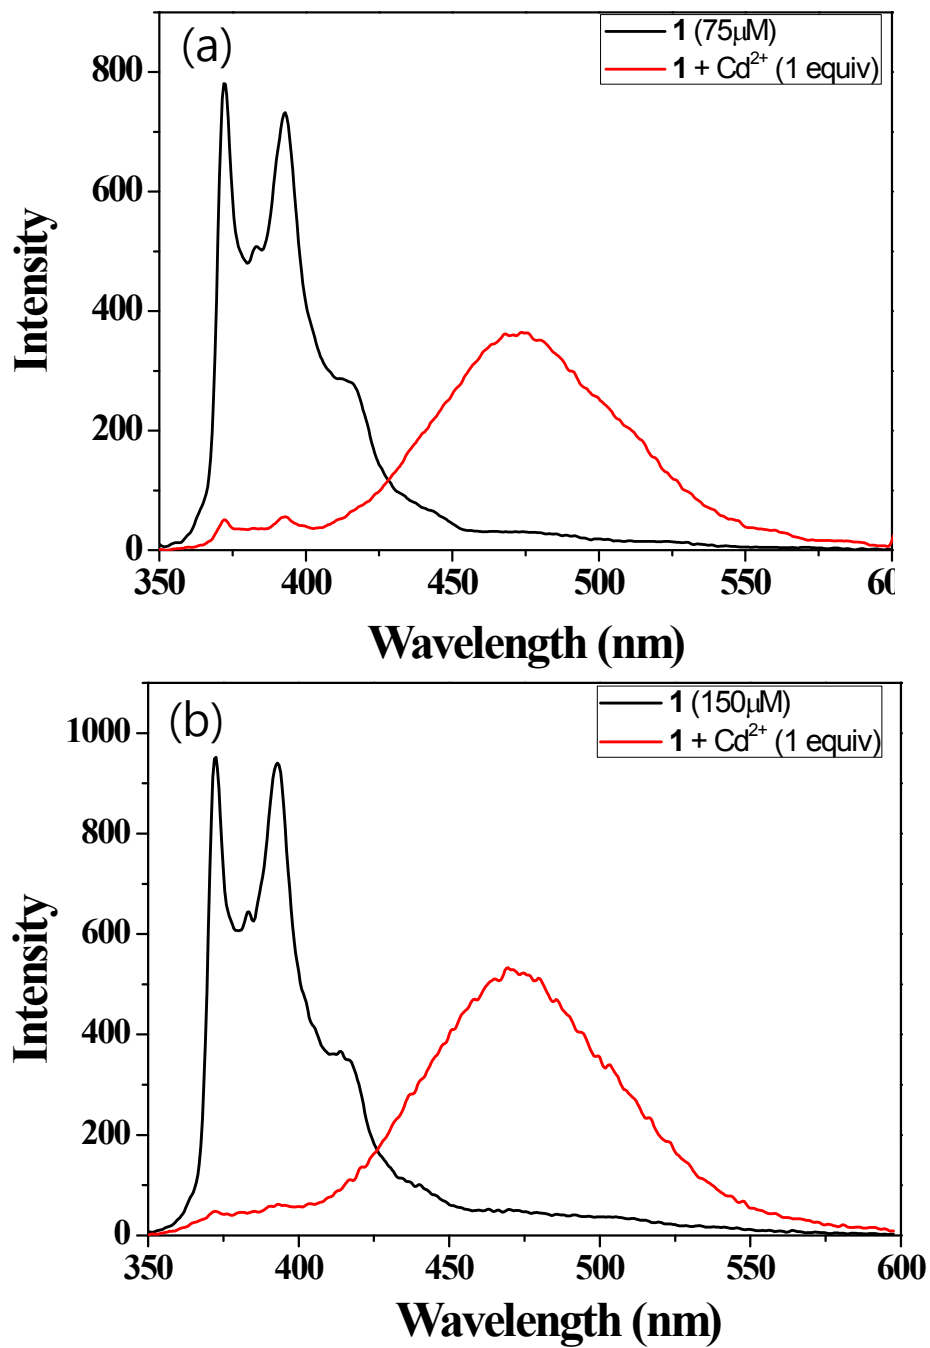 (a)
1 (75μM)
1 + Cd²⁺ (1 equiv)
800
600
400
200
0
Intensity
350 400 450 500 550 60
Wavelength (nm)
(b)
1 (150μM)
1 + Cd²⁺ (1 equiv)
1000
800
600
400
200
0
Intensity
350 400 450 500 550 600
Wavelength (nm)